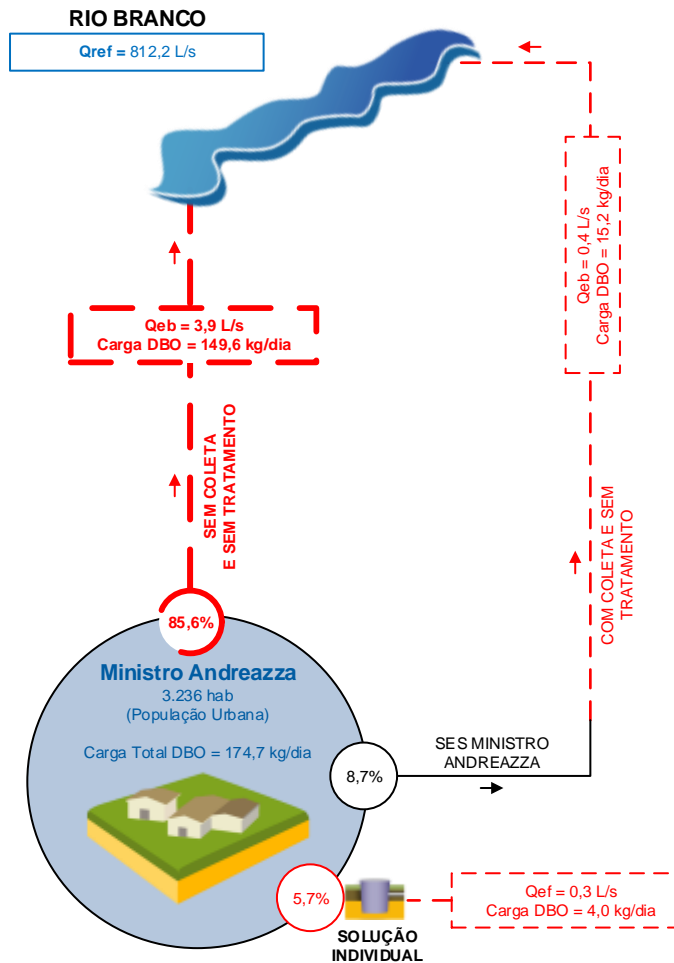 RIO BRANCO
Qref = 812,2 L/s
Qeb = 0,4 L/s
Carga DBO = 15,2 kg/dia
Qeb = 3,9 L/s
Carga DBO = 149,6 kg/dia
SEM COLETA
E SEM TRATAMENTO
COM COLETA E SEM
TRATAMENTO
85,6%
Ministro Andreazza
3.236 hab
(População Urbana)
Carga Total DBO = 174,7 kg/dia
8,7%
SES MINISTRO
ANDREAZZA
5,7%
SOLUÇÃO
INDIVIDUAL
Qef = 0,3 L/s
Carga DBO = 4,0 kg/dia